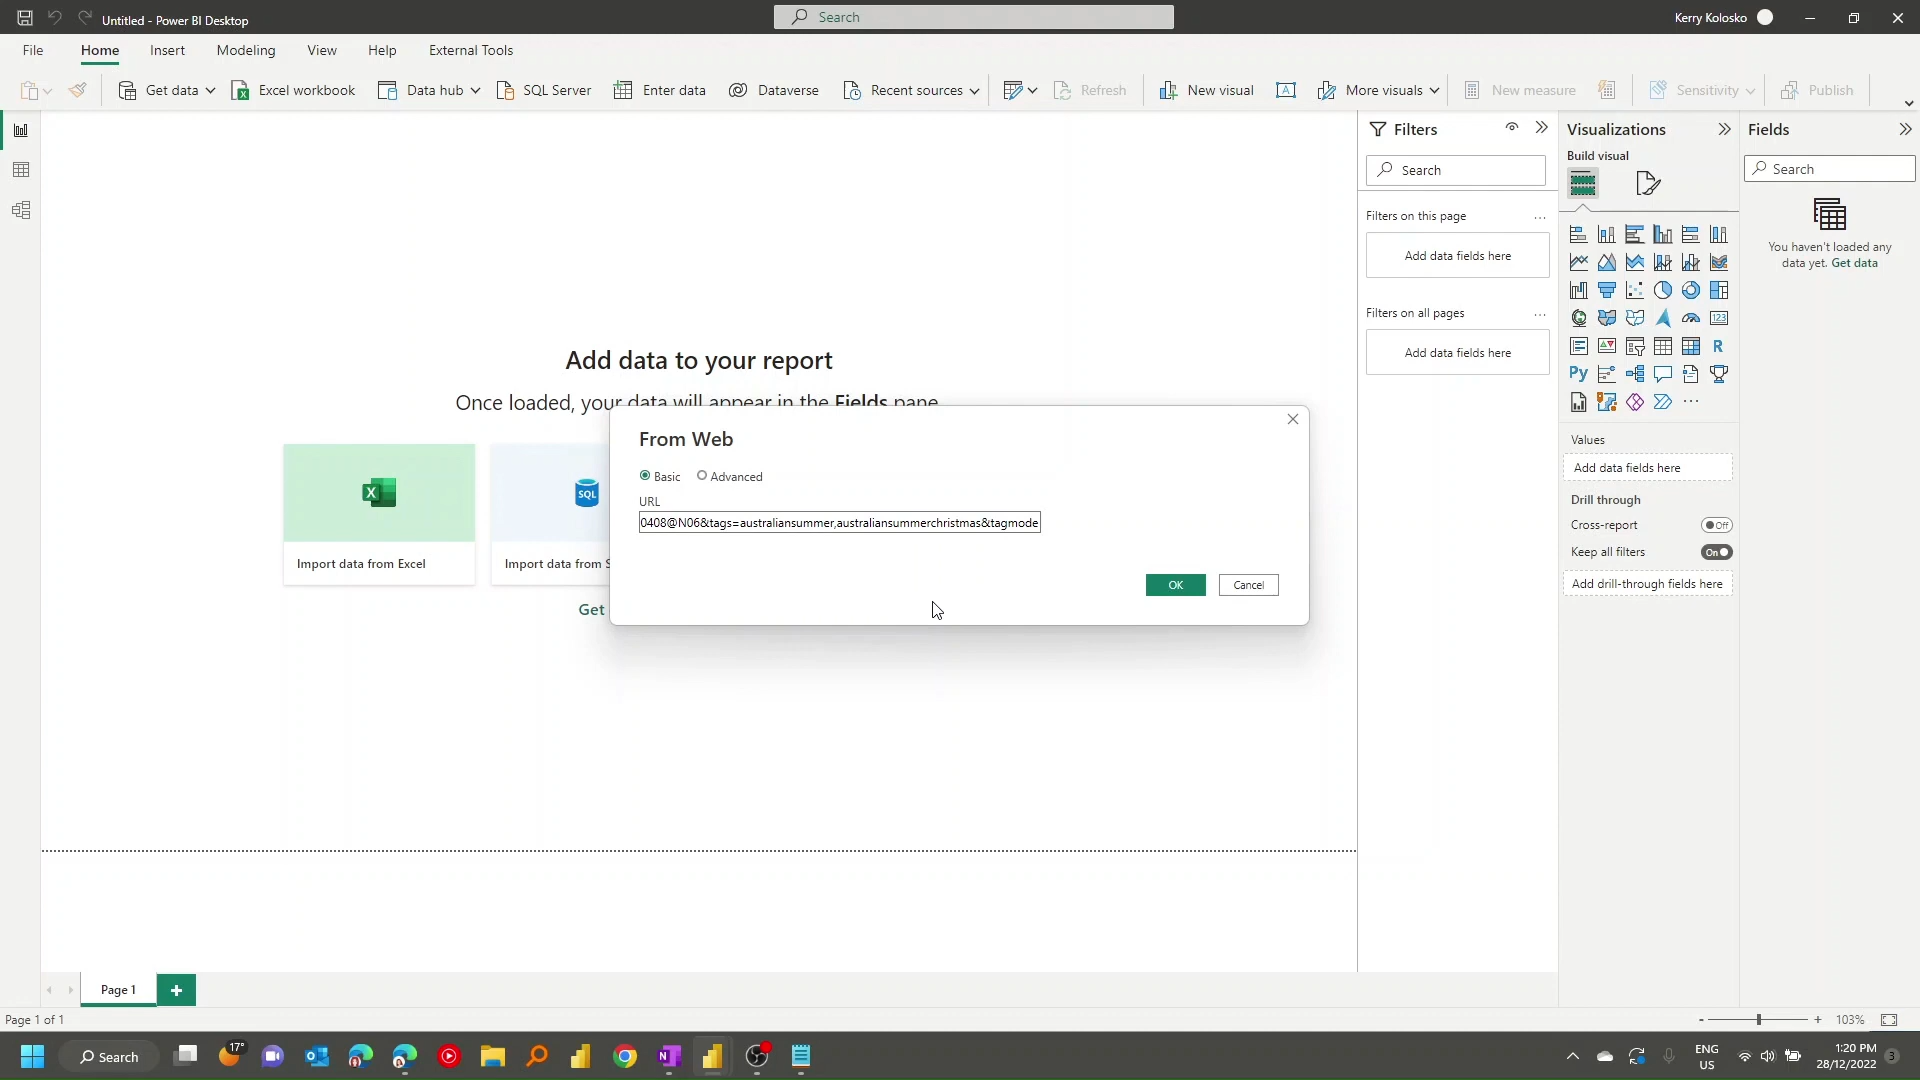 Untitled - Power BI Desktop
Search
Kerry Kolosko
File
Home
Insert
Modeling
View
Help
External Tools
Get data
Excel workbook
Data hub
SQL Server
Enter data
Dataverse
Recent sources
Refresh
New visual
More visuals
New measure
Sensitivity
Publish
Filters
Search
Filters on this page
...
Add data fields here
Filters on all pages
...
Add data fields here
Visualizations
Build visual
123
R
Py
...
Values
Add data fields here
Drill through
Cross-report
Off
Keep all filters
On
Add drill-through fields here
Fields
Search
You haven't loaded any
data yet. Get data
Add data to your report
Once loaded, your data will appear in the Fields pane
Import data from Excel
SQL
Import data from S
Get
From Web
Basic
Advanced
URL
0408@N06&tags=australiansummer,australiansummerchristmas&tagmode
OK
Cancel
Page 1
+
Page 1 of 1
- + 103%
Search
17°
ENG
US
1:20 PM
28/12/2022
3